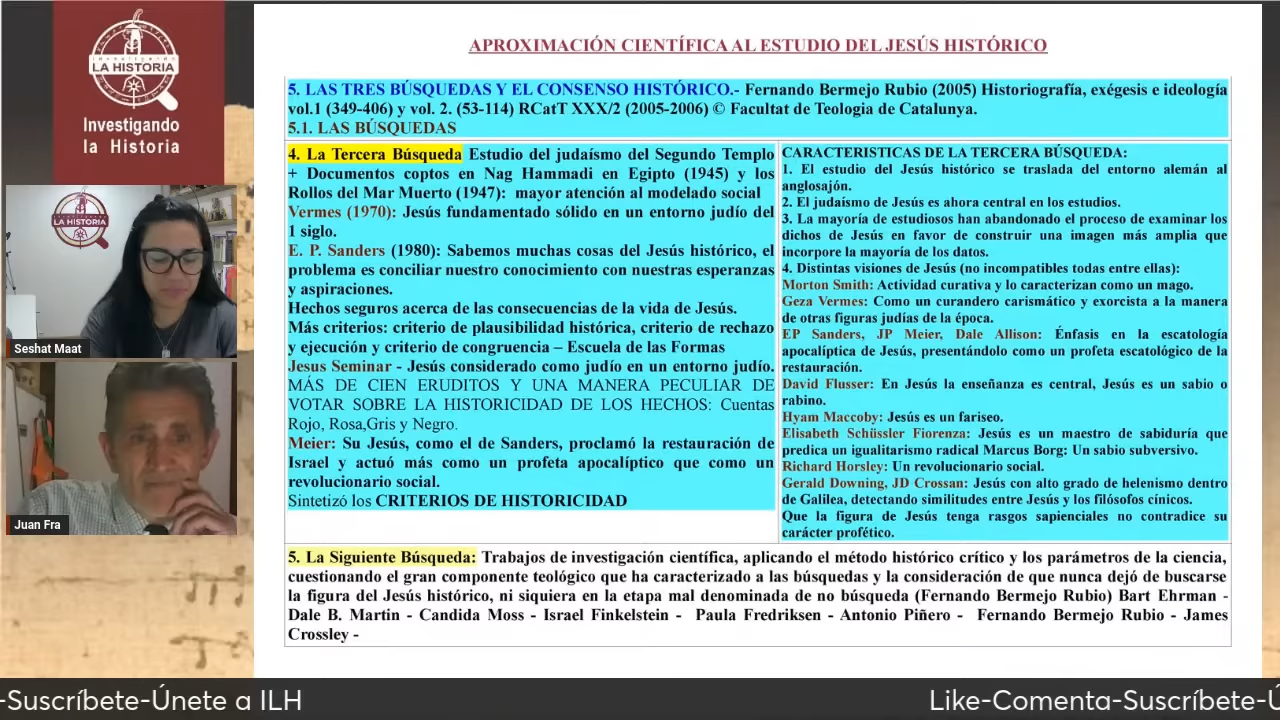 LA HISTORIA
Investigando
la Historia
LA HISTORIA
Seshat Maat
Juan Fra
APROXIMACIÓN CIENTÍFICA AL ESTUDIO DEL JESÚS HISTÓRICO
5. LAS TRES BÚSQUEDAS Y EL CONSENSO HISTÓRICO.- Fernando Bermejo Rubio (2005) Historiografía, exégesis e ideología
vol.1 (349-406) y vol. 2. (53-114) RCatT XXX/2 (2005-2006) © Facultat de Teologia de Catalunya.
5.1. LAS BÚSQUEDAS
4. La Tercera Búsqueda Estudio del judaísmo del Segundo Templo
+ Documentos coptos en Nag Hammadi en Egipto (1945) y los
Rollos del Mar Muerto (1947): mayor atención al modelado social
Vermes (1970): Jesús fundamentado sólido en un entorno judío del
1 siglo.
E. P. Sanders (1980): Sabemos muchas cosas del Jesús histórico, el
problema es conciliar nuestro conocimiento con nuestras esperanzas
y aspiraciones.
Hechos seguros acerca de las consecuencias de la vida de Jesús.
Más criterios: criterio de plausibilidad histórica, criterio de rechazo
y ejecución y criterio de congruencia – Escuela de las Formas
Jesus Seminar - Jesús considerado como judío en un entorno judío.
MÁS DE CIEN ERUDITOS Y UNA MANERA PECULIAR DE
VOTAR SOBRE LA HISTORICIDAD DE LOS HECHOS: Cuentas
Rojo, Rosa,Gris y Negro.
Meier: Su Jesús, como el de Sanders, proclamó la restauración de
Israel y actuó más como un profeta apocalíptico que como un
revolucionario social.
Sintetizó los CRITERIOS DE HISTORICIDAD
CARACTERISTICAS DE LA TERCERA BÚSQUEDA:
1. El estudio del Jesús histórico se traslada del entorno alemán al
anglosajón.
2. El judaísmo de Jesús es ahora central en los estudios.
3. La mayoría de estudiosos han abandonado el proceso de examinar los
dichos de Jesús en favor de construir una imagen más amplia que
incorpore la mayoría de los datos.
4. Distintas visiones de Jesús (no incompatibles todas entre ellas):
Morton Smith: Actividad curativa y lo caracterizan como un mago.
Geza Vermes: Como un curandero carismático y exorcista a la manera
de otras figuras judías de la época.
EP Sanders, JP Meier, Dale Allison: Énfasis en la escatología
apocalíptica de Jesús, presentándolo como un profeta escatológico de la
restauración.
David Flusser: En Jesús la enseñanza es central, Jesús es un sabio o
rabino.
Hyam Maccoby: Jesús es un fariseo.
Elisabeth Schüssler Fiorenza: Jesús es un maestro de sabiduría que
predica un igualitarismo radical Marcus Borg: Un sabio subversivo.
Richard Horsley: Un revolucionario social.
Gerald Downing, JD Crossan: Jesús con alto grado de helenismo dentro
de Galilea, detectando similitudes entre Jesús y los filósofos cínicos.
Que la figura de Jesús tenga rasgos sapienciales no contradice su
carácter profético.
5. La Siguiente Búsqueda: Trabajos de investigación científica, aplicando el método histórico crítico y los parámetros de la ciencia,
cuestionando el gran componente teológico que ha caracterizado a las búsquedas y la consideración de que nunca dejó de buscarse
la figura del Jesús histórico, ni siquiera en la etapa mal denominada de no búsqueda (Fernando Bermejo Rubio) Bart Ehrman -
Dale B. Martin - Candida Moss - Israel Finkelstein - Paula Fredriksen - Antonio Piñero - Fernando Bermejo Rubio - James
Crossley -
-Suscríbete-Únete a ILH Like-Comenta-Suscríbete-Ú